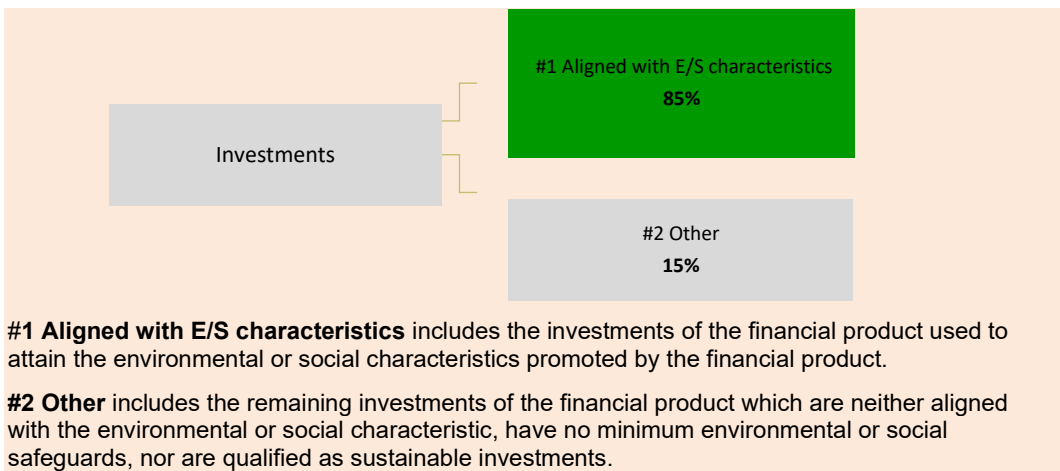 #1 Aligned with E/S characteristics
85%
Investments
#2 Other
15%
#1 Aligned with E/S characteristics includes the investments of the financial product used to
attain the environmental or social characteristics promoted by the financial product.
#2 Other includes the remaining investments of the financial product which are neither aligned
with the environmental or social characteristic, have no minimum environmental or social
safeguards, nor are qualified as sustainable investments.